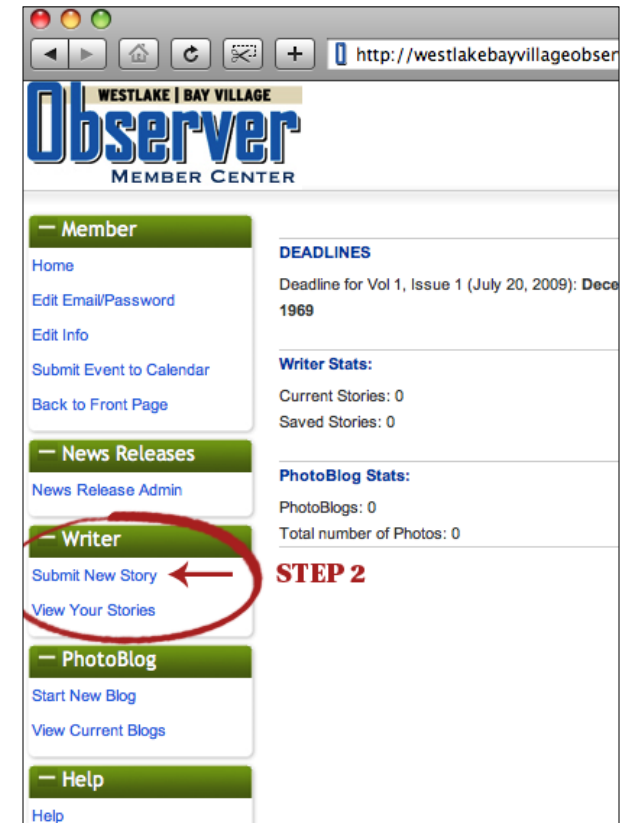 http://westlakebayvillageobser
WESTLAKE | BAY VILLAGE
Observer
MEMBER CENTER
— Member
Home
Edit Email/Password
Edit Info
Submit Event to Calendar
Back to Front Page
— News Releases
News Release Admin
— Writer
Submit New Story
View Your Stories
— PhotoBlog
Start New Blog
View Current Blogs
— Help
Help
DEADLINES
Deadline for Vol 1, Issue 1 (July 20, 2009): Dece
1969
Writer Stats:
Current Stories: 0
Saved Stories: 0
PhotoBlog Stats:
PhotoBlogs: 0
Total number of Photos: 0
STEP 2